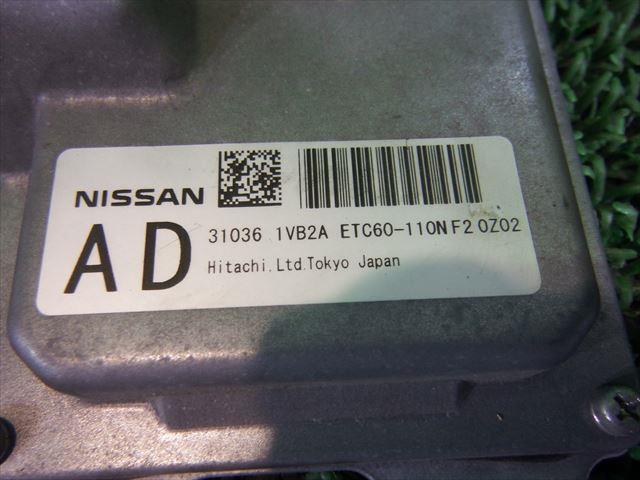 NISSAN
AD
31036 1VB2A ETC60-110N F2 0Z02
Hitachi.Ltd.Tokyo Japan